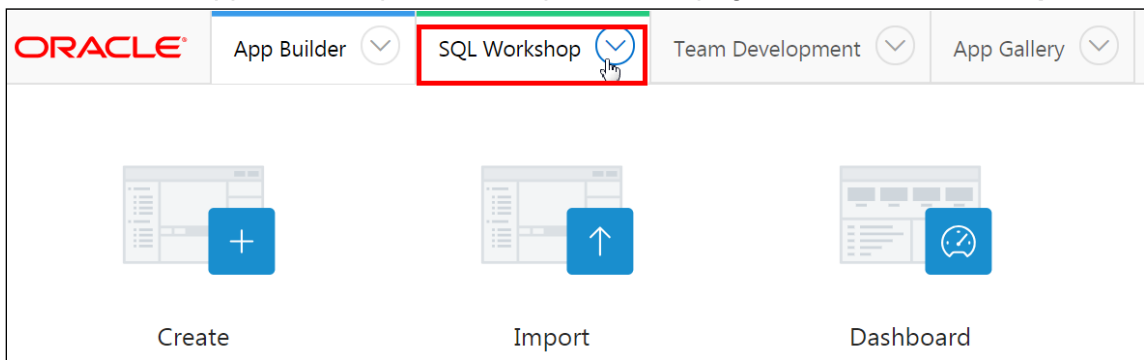 ORACLE App Builder SQL Workshop Team Development App Gallery
Create Import Dashboard